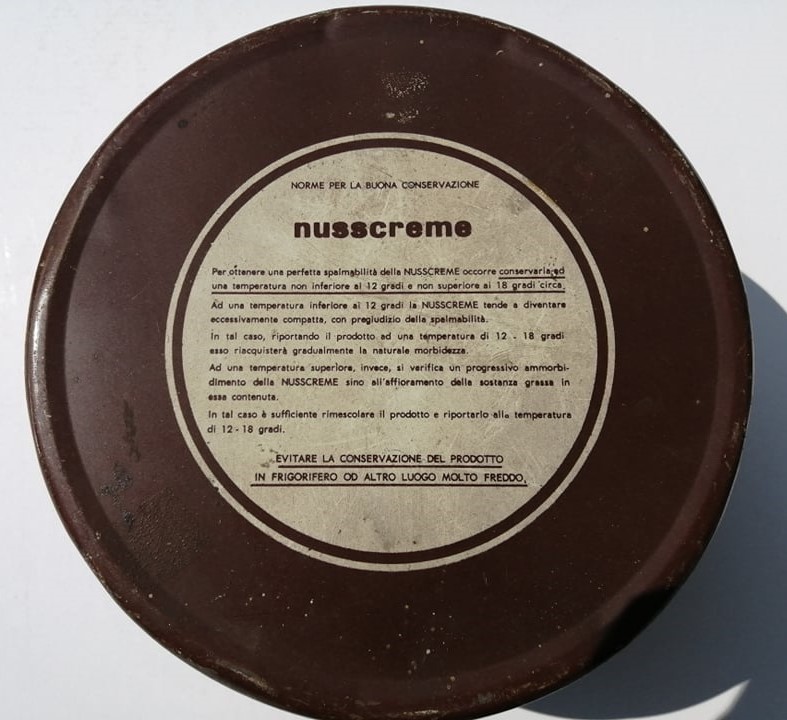 NORME PER LA BUONA CONSERVAZIONE
nusscreme
Per ottenere una perfetta spalmabilità della NUSSCREME occorre conservarla ad
una temperatura non inferiore ai 12 gradi e non superiore ai 18 gradi circa.
Ad una temperatura inferiore ai 12 gradi la NUSSCREME tende a diventare
eccessivamente compatta, con pregiudizio della spalmabilità.
In tal caso, riportando il prodotto ad una temperatura di 12 - 18 gradi
esso riacquisterà gradualmente la naturale morbidezza.
Ad una temperatura superiore, invece, si verifica un progressivo ammorbi-
dimento della NUSSCREME sino all'affioramento della sostanza grassa in
essa contenuta.
In tal caso è sufficiente rimescolare il prodotto e riportarlo alla temperatura
di 12 - 18 gradi.
EVITARE LA CONSERVAZIONE DEL PRODOTTO
IN FRIGORIFERO OD ALTRO LUOGO MOLTO FREDDO.